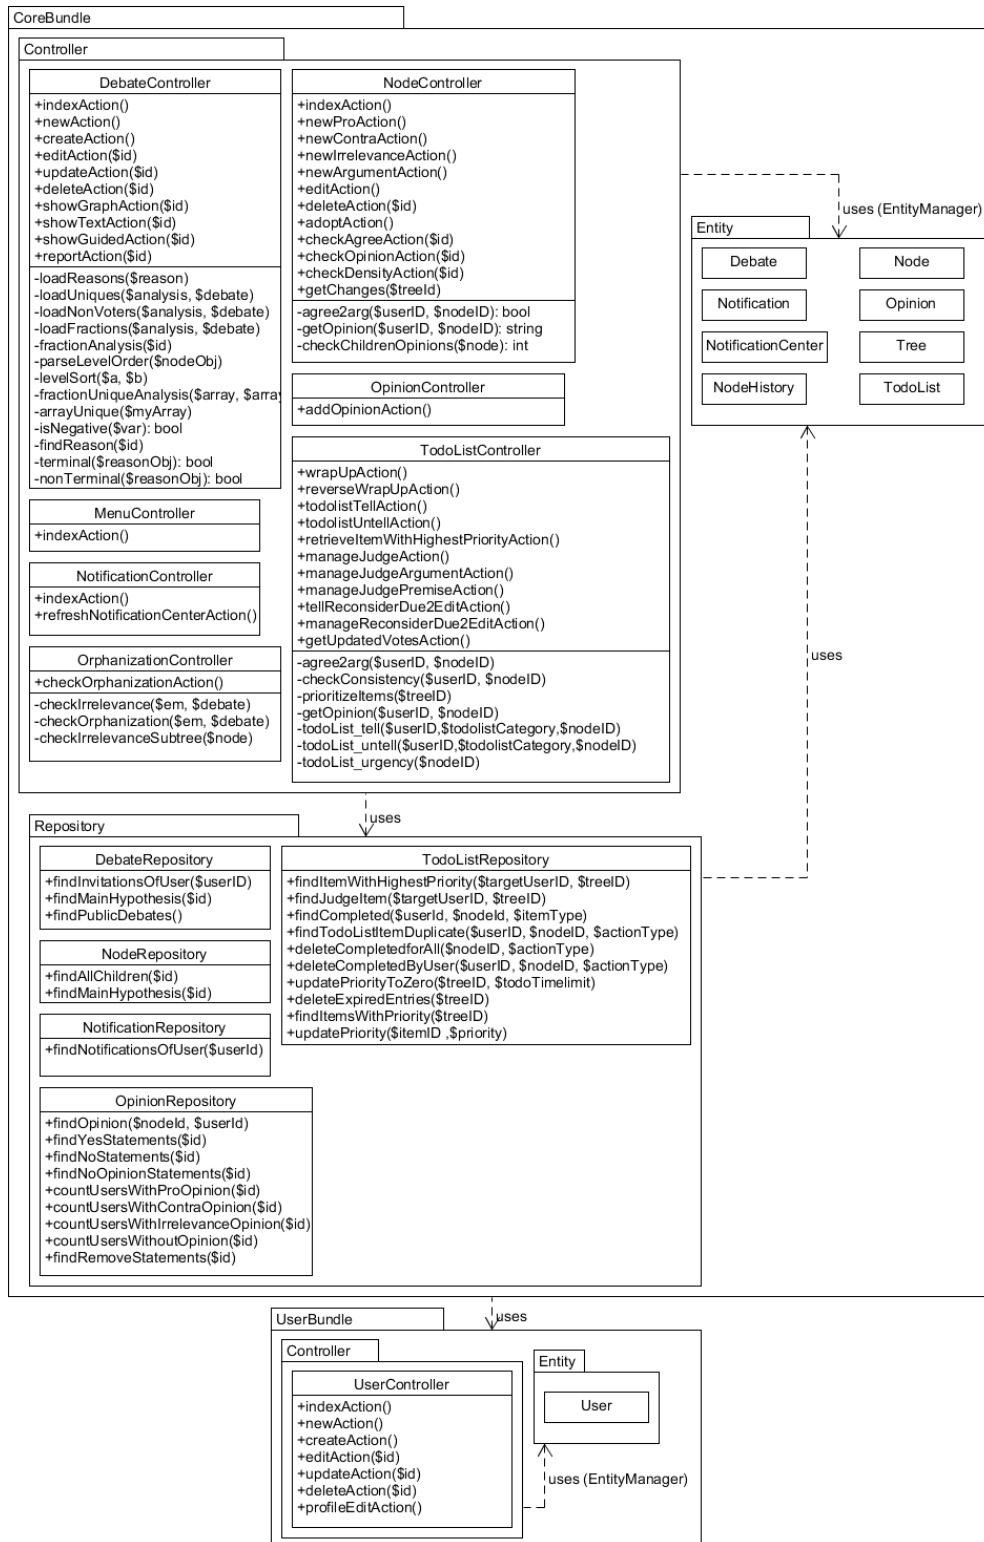 CoreBundle
Controller
DebateController
+indexAction()
+newAction()
+createAction()
+editAction($id)
+updateAction($id)
+deleteAction($id)
+showGraphAction($id)
+showTextAction($id)
+showGuidedAction($id)
+reportAction($id)
-loadReasons($reason)
-loadUniques($analysis, $debate)
-loadNonVoters($analysis, $debate)
-loadFractions($analysis, $debate)
-fractionAnalysis($id)
-parseLevelOrder($nodeObj)
-levelSort($a, $b)
-fractionUniqueAnalysis($array, $array
-arrayUnique($myArray)
-isNegative($var): bool
-findReason($id)
-terminal($reasonObj): bool
-nonTerminal($reasonObj): bool
MenuController
+indexAction()
NotificationController
+indexAction()
+refreshNotificationCenterAction()
OrphanizationController
+checkOrphanizationAction()
-checkIrrelevance($em, $debate)
-checkOrphanization($em, $debate)
-checkIrrelevanceSubtree($node)
NodeController
+indexAction()
+newProAction()
+newContraAction()
+newIrrelevanceAction()
+newArgumentAction()
+editAction()
+deleteAction($id)
+adoptAction()
+checkAgreeAction($id)
+checkOpinionAction($id)
+checkDensityAction($id)
+getChanges($treeId)
-agree2arg($userID, $nodeID): bool
-getOpinion($userID, $nodeID): string
-checkChildrenOpinions($node): int
OpinionController
+addOpinionAction()
TodoListController
+wrapUpAction()
+reverseWrapUpAction()
+todolistTellAction()
+todolistUntellAction()
+retrieveItemWithHighestPriorityAction()
+manageJudgeAction()
+manageJudgeArgumentAction()
+manageJudgePremiseAction()
+tellReconsiderDue2EditAction()
+manageReconsiderDue2EditAction()
+getUpdatedVotesAction()
-agree2arg($userID, $nodeID)
-checkConsistency($userID, $nodeID)
-prioritizeItems($treeID)
-getOpinion($userID, $nodeID)
-todoList_tell($userID,$todolistCategory,$nodeID)
-todoList_untell($userID,$todolistCategory,$nodeID)
-todoList_urgency($nodeID)
uses (EntityManager)
Entity
Debate
Node
Notification
Opinion
NotificationCenter
Tree
NodeHistory
TodoList
uses
uses
Repository
DebateRepository
+findInvitationsOfUser($userID)
+findMainHypothesis($id)
+findPublicDebates()
NodeRepository
+findAllChildren($id)
+findMainHypothesis($id)
NotificationRepository
+findNotificationsOfUser($userId)
OpinionRepository
+findOpinion($nodeId, $userId)
+findYesStatements($id)
+findNoStatements($id)
+findNoOpinionStatements($id)
+countUsersWithProOpinion($id)
+countUsersWithContraOpinion($id)
+countUsersWithIrrelevanceOpinion($id)
+countUsersWithoutOpinion($id)
+findRemoveStatements($id)
TodoListRepository
+findItemWithHighestPriority($targetUserID, $treeID)
+findJudgeItem($targetUserID, $treeID)
+findCompleted($userId, $nodeId, $itemType)
+findTodoListItemDuplicate($userID, $nodeID, $actionType)
+deleteCompletedforAll($nodeID, $actionType)
+deleteCompletedByUser($userID, $nodeID, $actionType)
+updatePriorityToZero($treeID, $todoTimelimit)
+deleteExpiredEntries($treeID)
+findItemsWithPriority($treeID)
+updatePriority($itemID ,$priority)
uses
UserBundle
Controller
UserController
+indexAction()
+newAction()
+createAction()
+editAction($id)
+updateAction($id)
+deleteAction($id)
+profileEditAction()
Entity
User
uses (EntityManager)